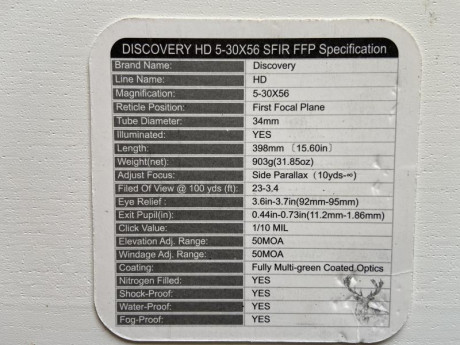 DISCOVERY HD 5-30X56 SFIR FFP Specification
Brand Name: Discovery
Line Name: HD
Magnification: 5-30X56
Reticle Position: First Focal Plane
Tube Diameter: 34mm
Illuminated: YES
Length: 398mm （15.60in）
Weight(net): 903g(31.85oz)
Adjust Focus: Side Parallax（10yds-∞)
Filed Of View @ 100 yds (ft): 23-3.4
Eye Relief : 3.6in-3.7in(92mm-95mm)
Exit Pupil(in): 0.44in-0.73in(11.2mm-1.86mm)
Click Value: 1/10 MIL
Elevation Adj. Range: 50MOA
Windage Adj. Range: 50MOA
Coating: Fully Multi-green Coated Optics
Nitrogen Filled: YES
Shock-Proof: YES
Water-Proof: YES
Fog-Proof: YES